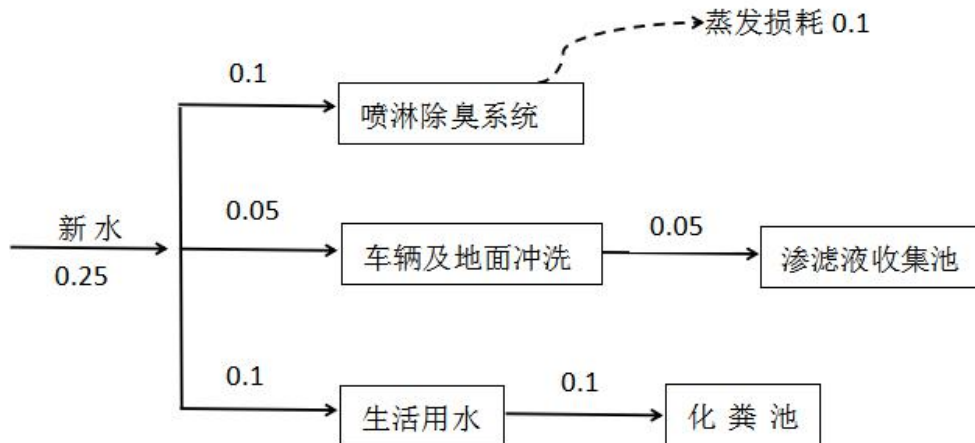 蒸发损耗 0.1
0.1
喷淋除臭系统
新水
0.25
0.05
车辆及地面冲洗
0.05
渗滤液收集池
0.1
生活用水
0.1
化粪池